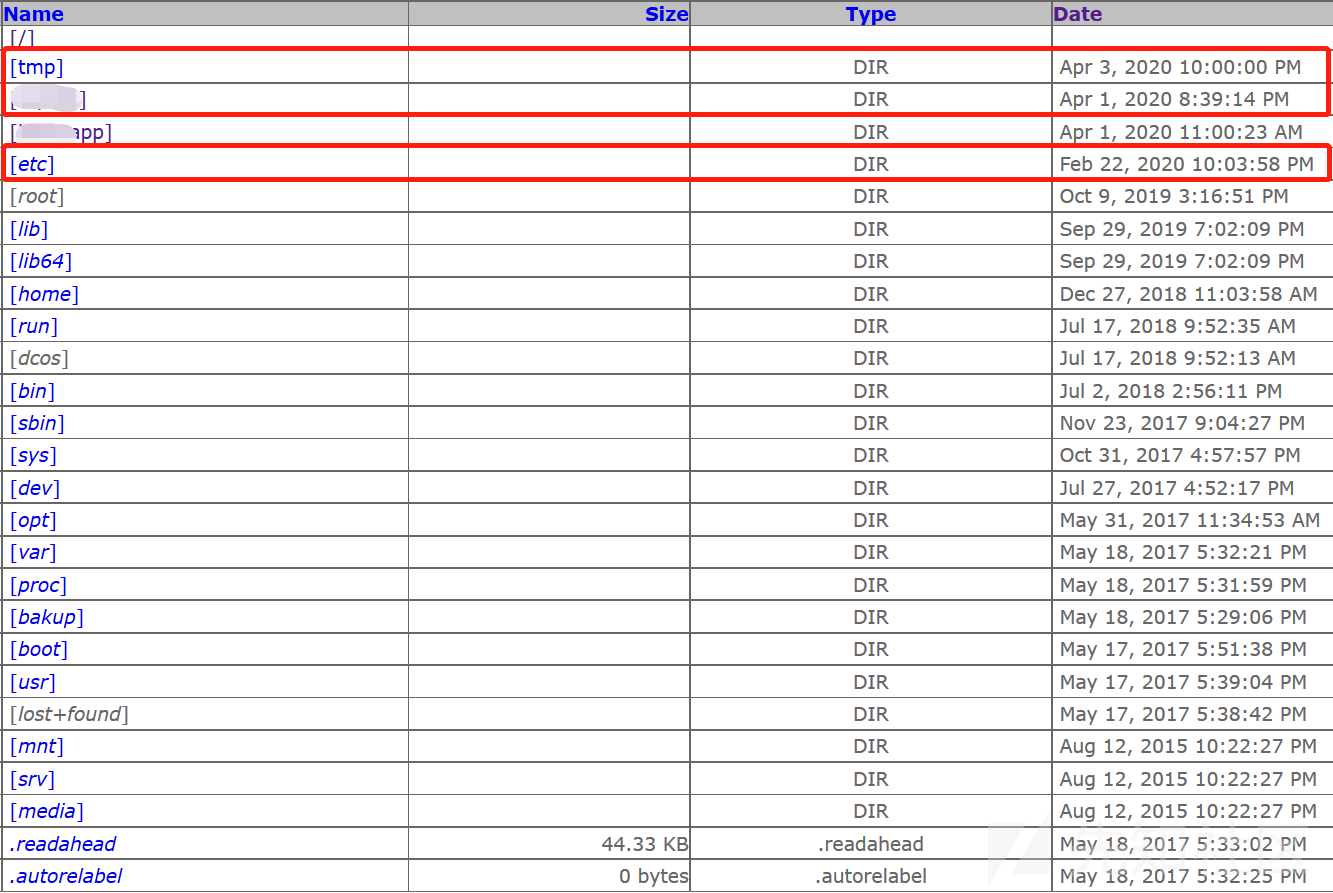 Name Size Type Date
[/]
[tmp] DIR Apr 3, 2020 10:00:00 PM
[ ] DIR Apr 1, 2020 8:39:14 PM
[ app] DIR Apr 1, 2020 11:00:23 AM
[etc] DIR Feb 22, 2020 10:03:58 PM
[root] DIR Oct 9, 2019 3:16:51 PM
[lib] DIR Sep 29, 2019 7:02:09 PM
[lib64] DIR Sep 29, 2019 7:02:09 PM
[home] DIR Dec 27, 2018 11:03:58 AM
[run] DIR Jul 17, 2018 9:52:35 AM
[dcos] DIR Jul 17, 2018 9:52:13 AM
[bin] DIR Jul 2, 2018 2:56:11 PM
[sbin] DIR Nov 23, 2017 9:04:27 PM
[sys] DIR Oct 31, 2017 4:57:57 PM
[dev] DIR Jul 27, 2017 4:52:17 PM
[opt] DIR May 31, 2017 11:34:53 AM
[var] DIR May 18, 2017 5:32:21 PM
[proc] DIR May 18, 2017 5:31:59 PM
[bakup] DIR May 18, 2017 5:29:06 PM
[boot] DIR May 17, 2017 5:51:38 PM
[usr] DIR May 17, 2017 5:39:04 PM
[lost+found] DIR May 17, 2017 5:38:42 PM
[mnt] DIR Aug 12, 2015 10:22:27 PM
[srv] DIR Aug 12, 2015 10:22:27 PM
[media] DIR Aug 12, 2015 10:22:27 PM
.readahead 44.33 KB .readahead May 18, 2017 5:33:02 PM
.autorelabel 0 bytes .autorelabel May 18, 2017 5:32:25 PM